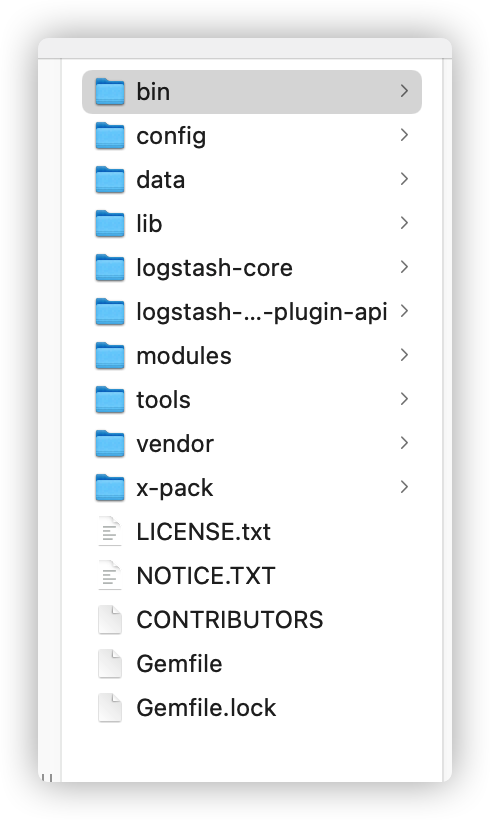 bin
config
data
lib
logstash-core
logstash-...-plugin-api
modules
tools
vendor
x-pack
LICENSE.txt
NOTICE.TXT
CONTRIBUTORS
Gemfile
Gemfile.lock